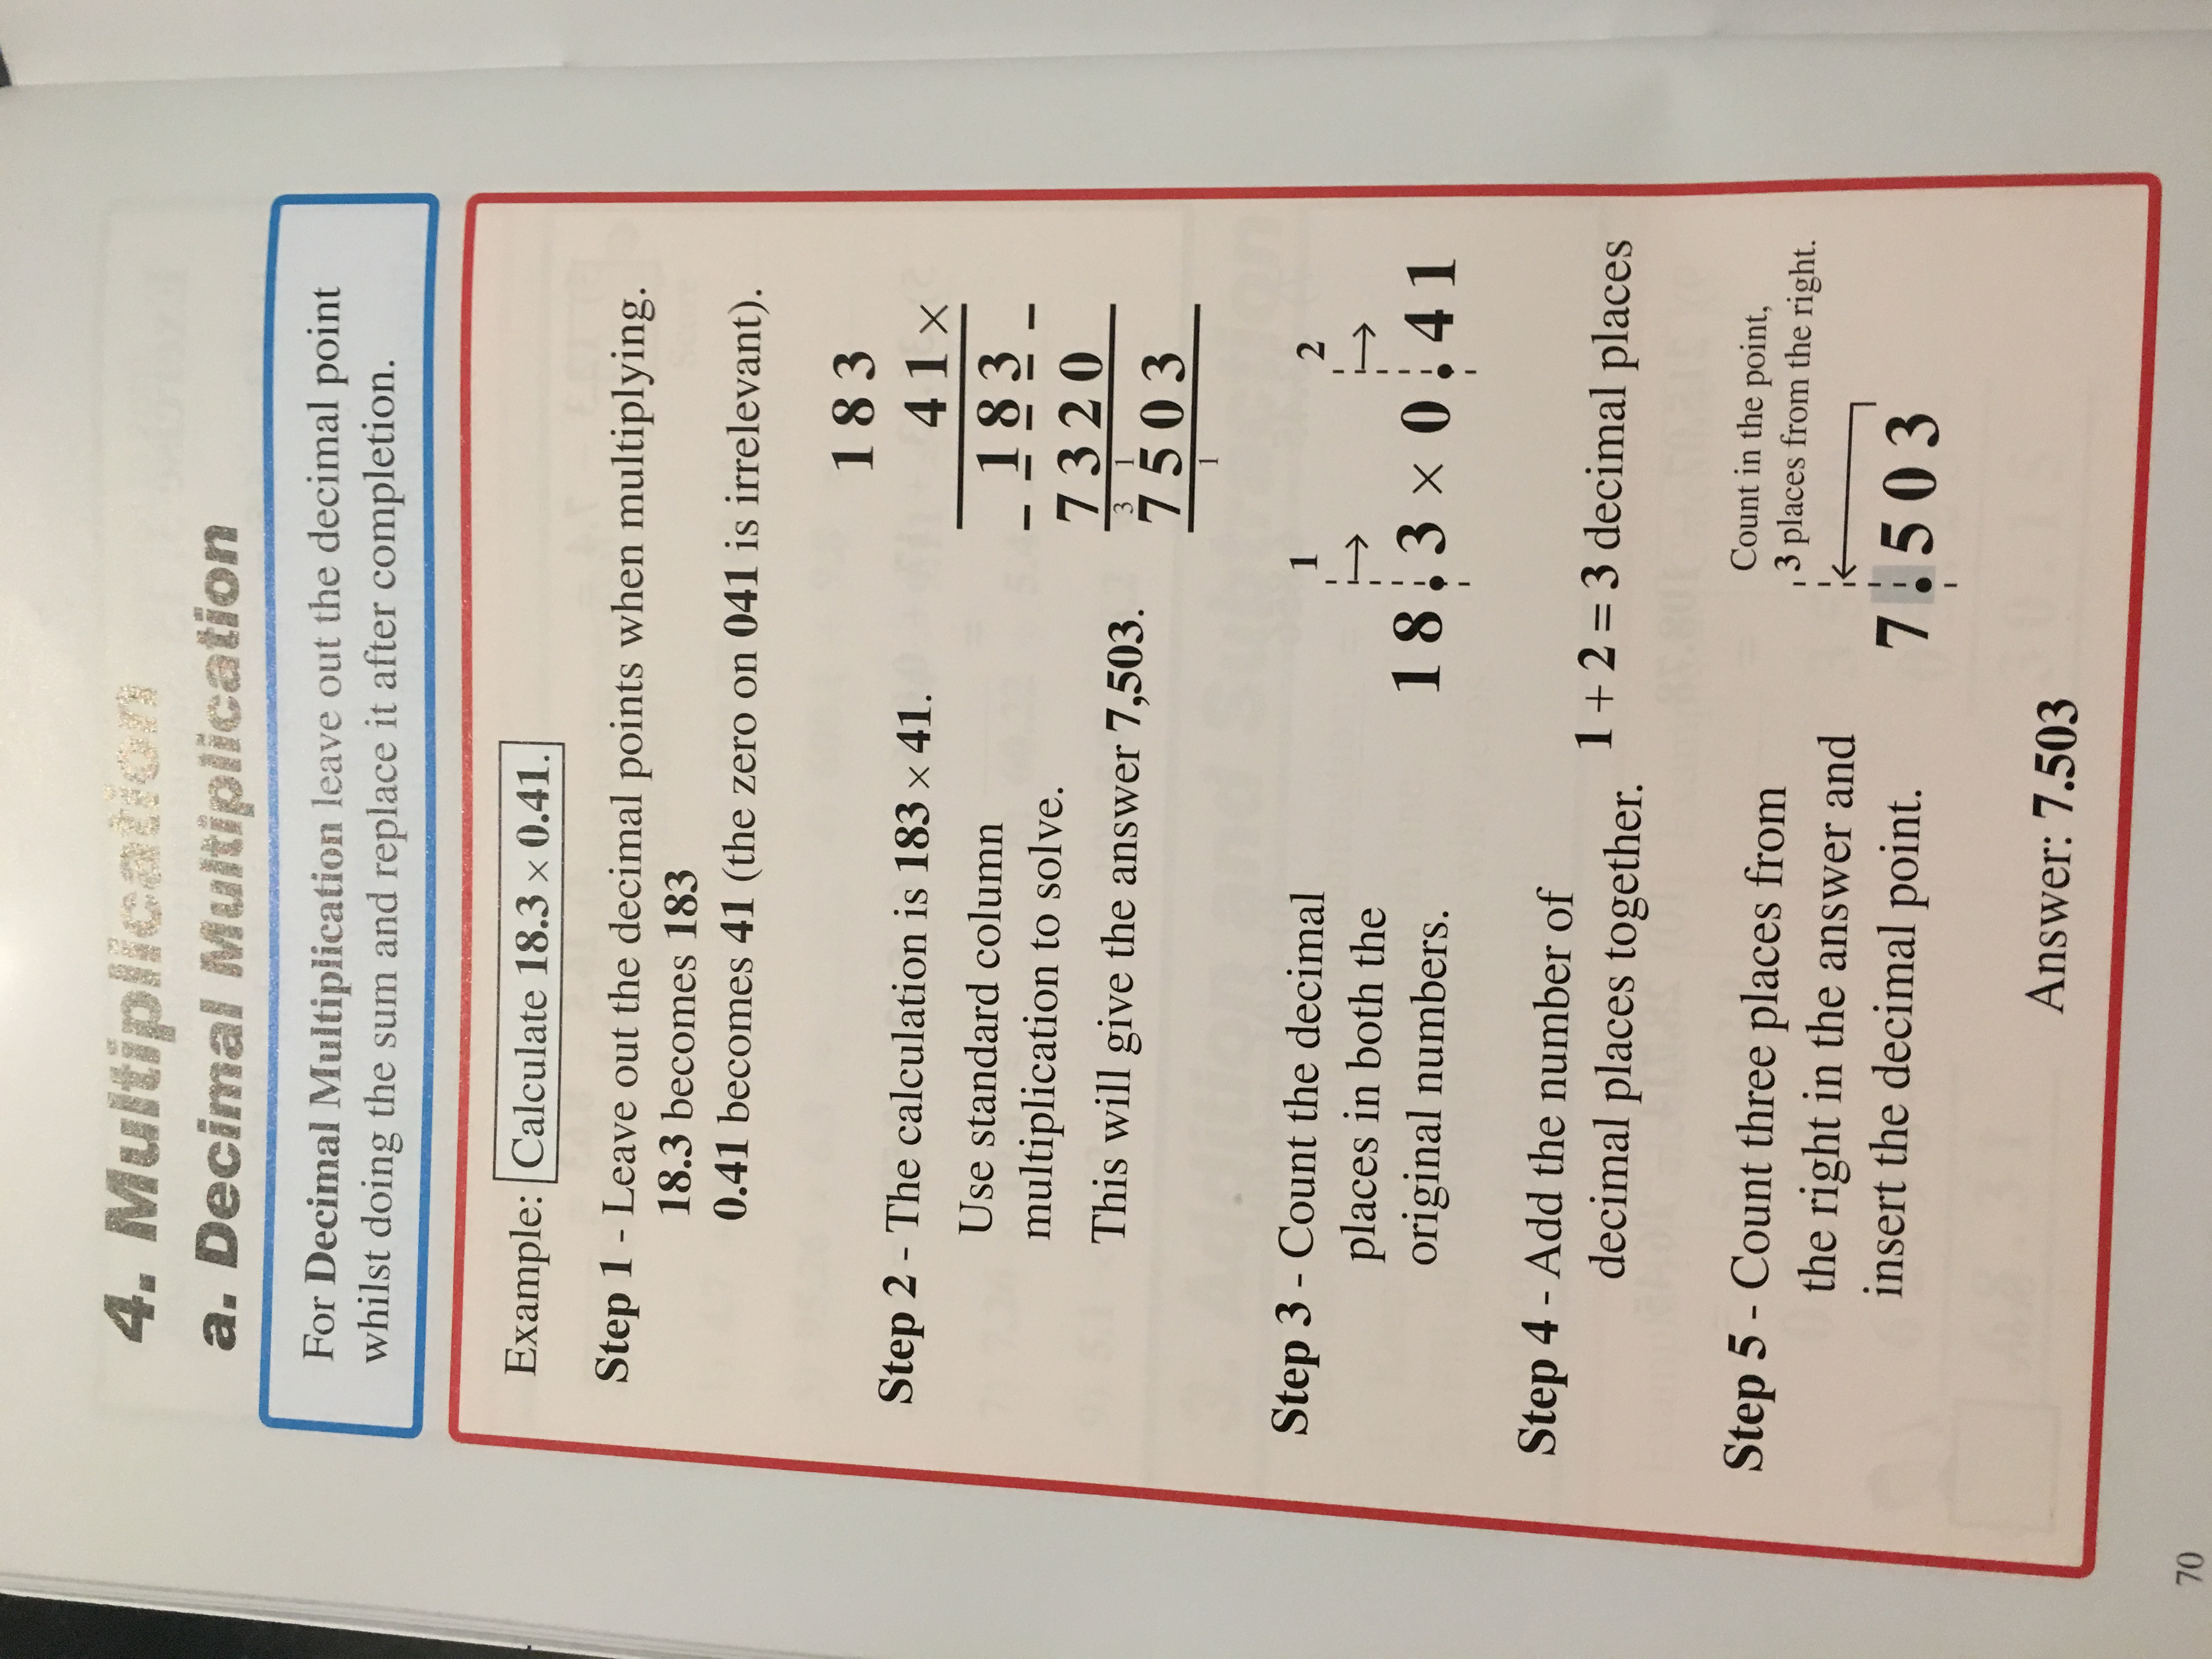 4. Multiplication
a. Decimal Multiplication
For Decimal Multiplication leave out the decimal point
whilst doing the sum and replace it after completion.
Example: Calculate 18.3 × 0.41.
Step 1 - Leave out the decimal points when multiplying.
18.3 becomes 183
0.41 becomes 41 (the zero on 041 is irrelevant).
Step 2 - The calculation is 183 × 41.
Use standard column
multiplication to solve.
This will give the answer 7,503.
183
41×
183
7320
3 1
7503
1
Step 3 - Count the decimal
places in both the
original numbers.
1 2
18.3 × 0.41
Step 4 - Add the number of
decimal places together.
1 + 2 = 3 decimal places
Step 5 - Count three places from
the right in the answer and
insert the decimal point.
Count in the point,
3 places from the right.
7.503
Answer: 7.503
70